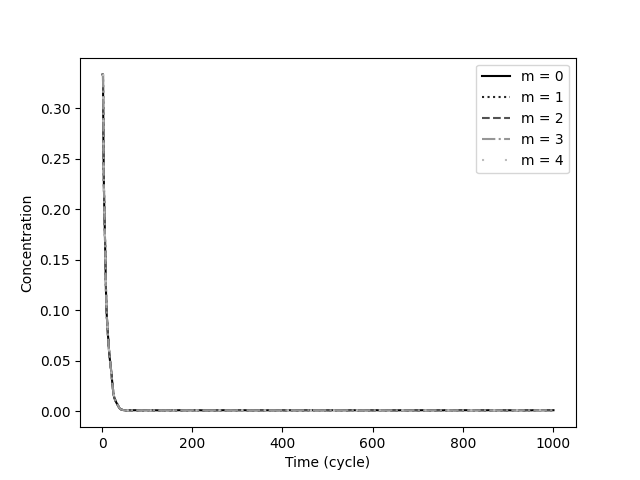 m = 0
m = 1
m = 2
m = 3
m = 4
0.30
0.25
0.20
0.15
0.10
0.05
0.00
Concentration
0 200 400 600 800 1000
Time (cycle)